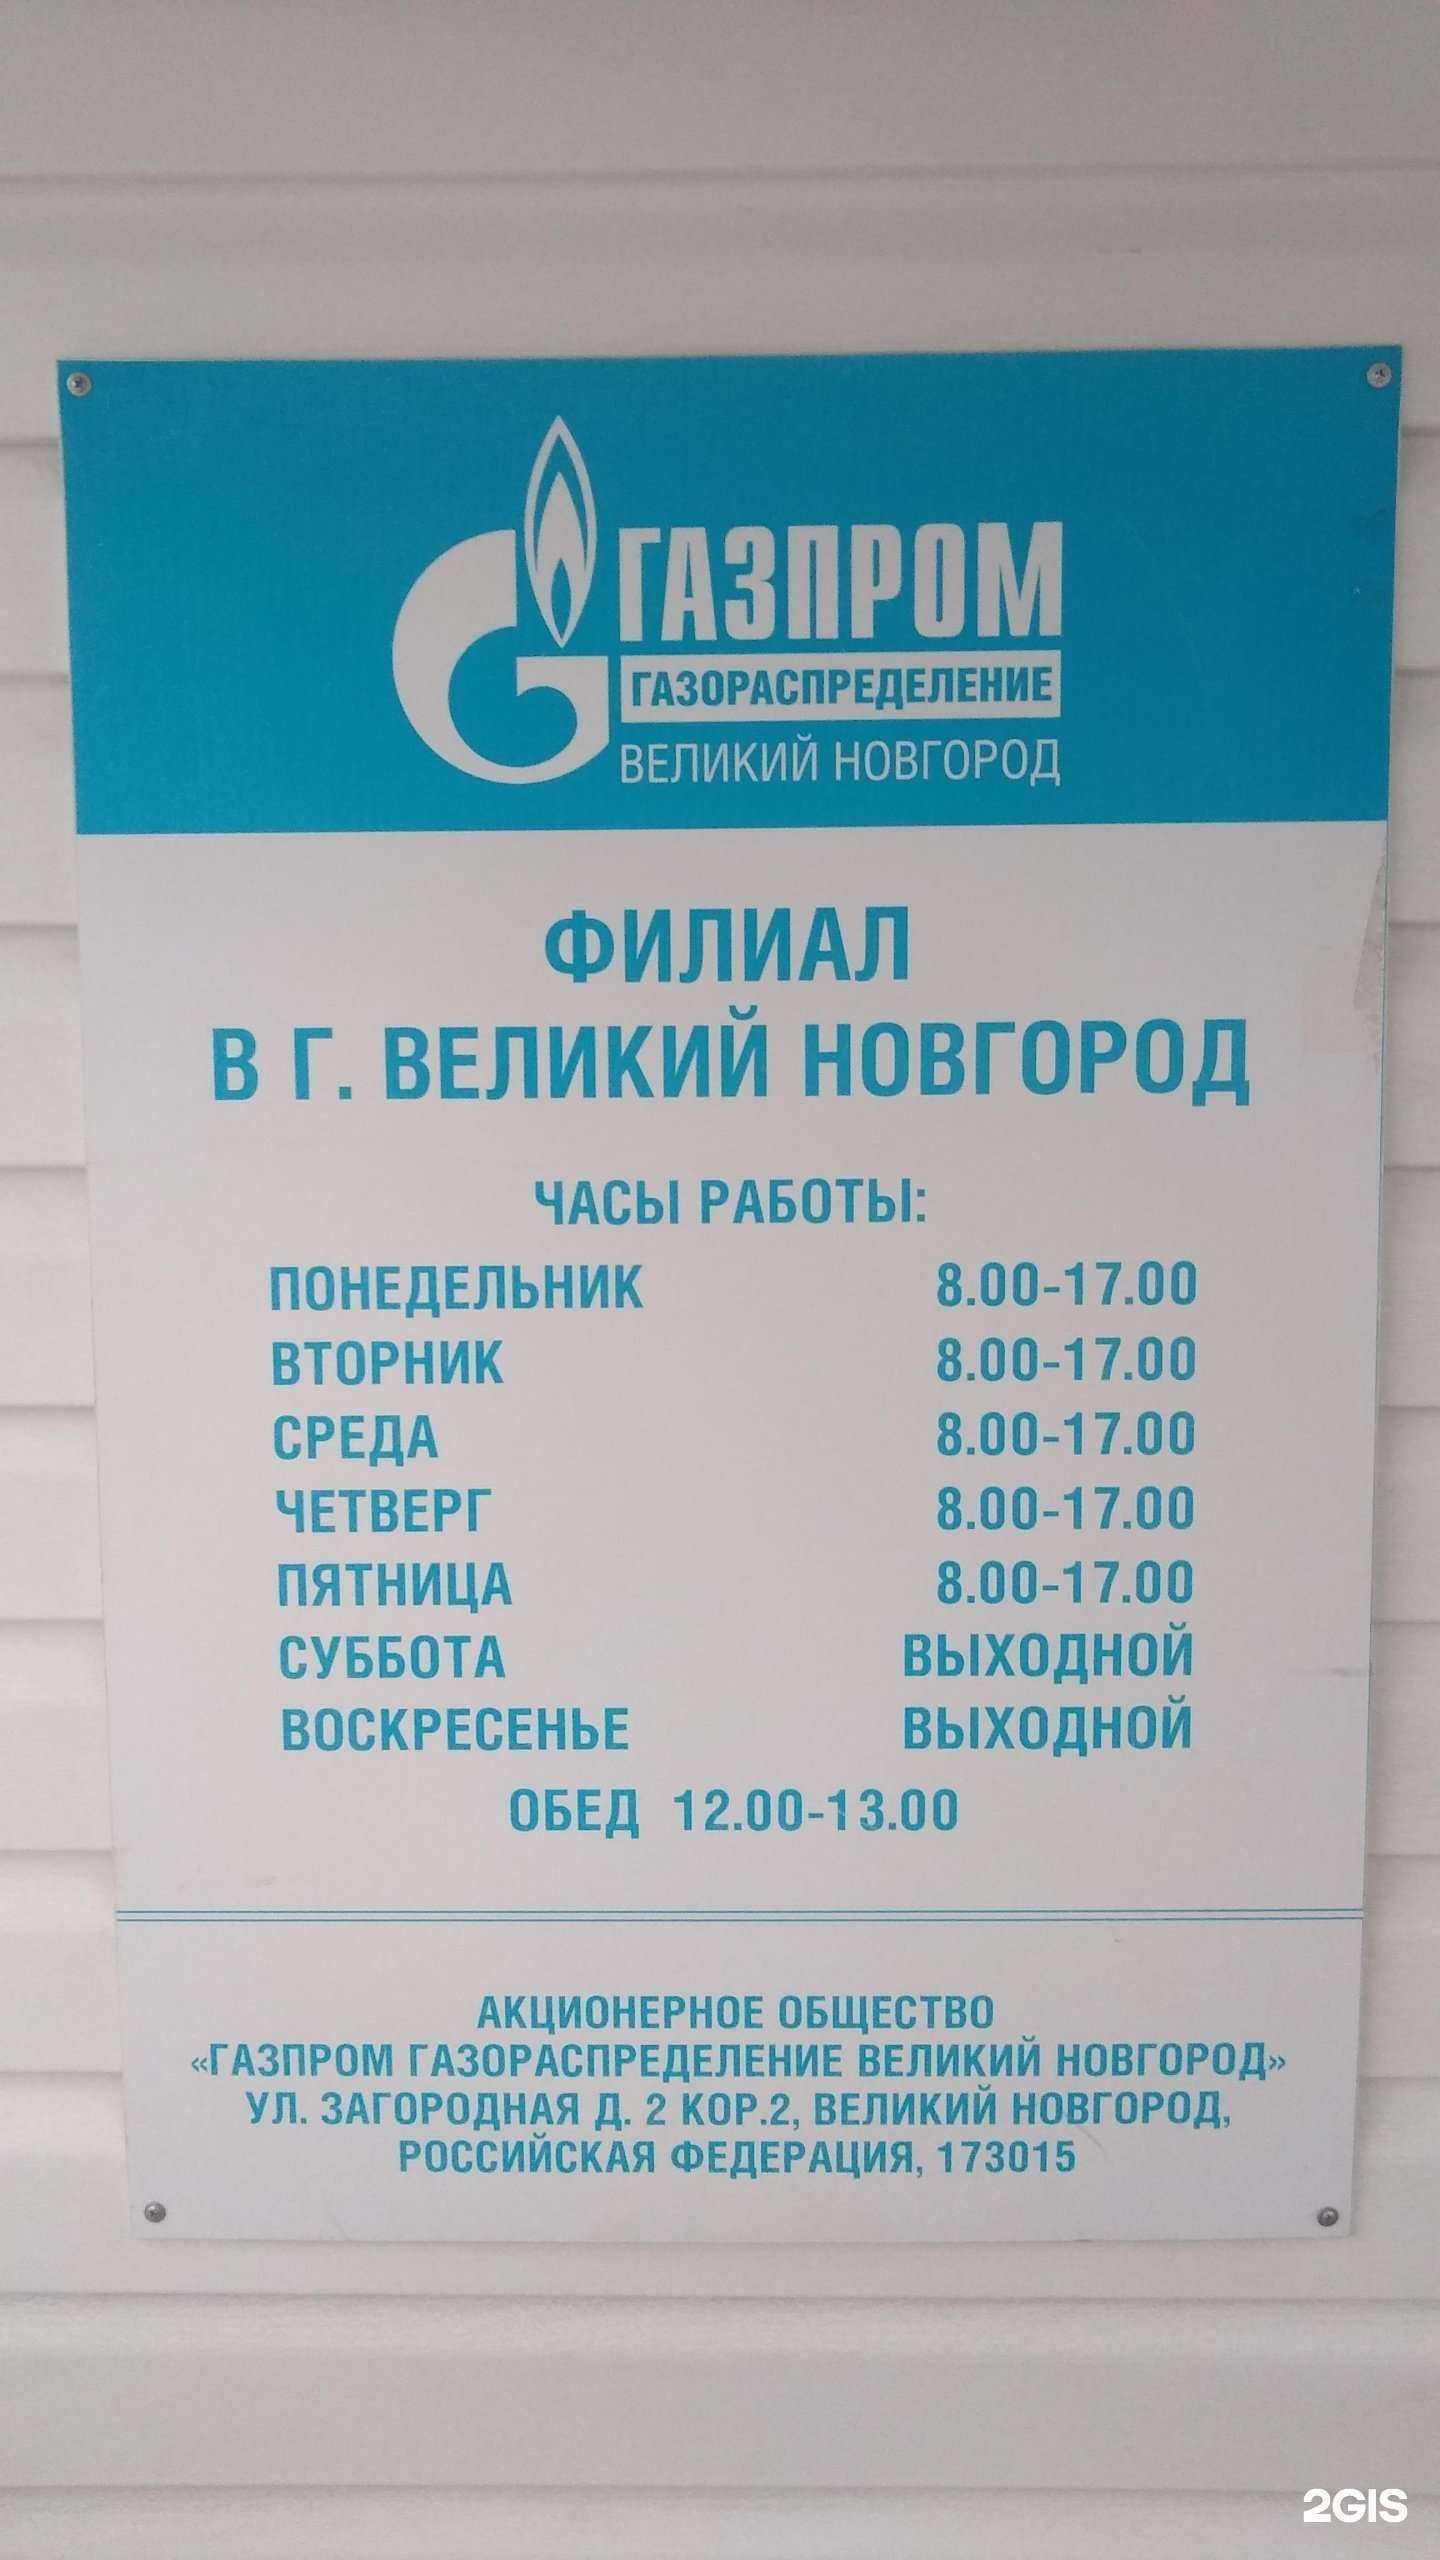 ГАЗПРОМ
ГАЗОРАСПРЕДЕЛЕНИЕ
ВЕЛИКИЙ НОВГОРОД
ФИЛИАЛ
В Г. ВЕЛИКИЙ НОВГОРОД
ЧАСЫ РАБОТЫ:
ПОНЕДЕЛЬНИК 8.00-17.00
ВТОРНИК 8.00-17.00
СРЕДА 8.00-17.00
ЧЕТВЕРГ 8.00-17.00
ПЯТНИЦА 8.00-17.00
СУББОТА ВЫХОДНОЙ
ВОСКРЕСЕНЬЕ ВЫХОДНОЙ
ОБЕД 12.00-13.00
АКЦИОНЕРНОЕ ОБЩЕСТВО
«ГАЗПРОМ ГАЗОРАСПРЕДЕЛЕНИЕ ВЕЛИКИЙ НОВГОРОД»
УЛ. ЗАГОРОДНАЯ Д. 2 КОР.2, ВЕЛИКИЙ НОВГОРОД,
РОССИЙСКАЯ ФЕДЕРАЦИЯ, 173015
2GIS